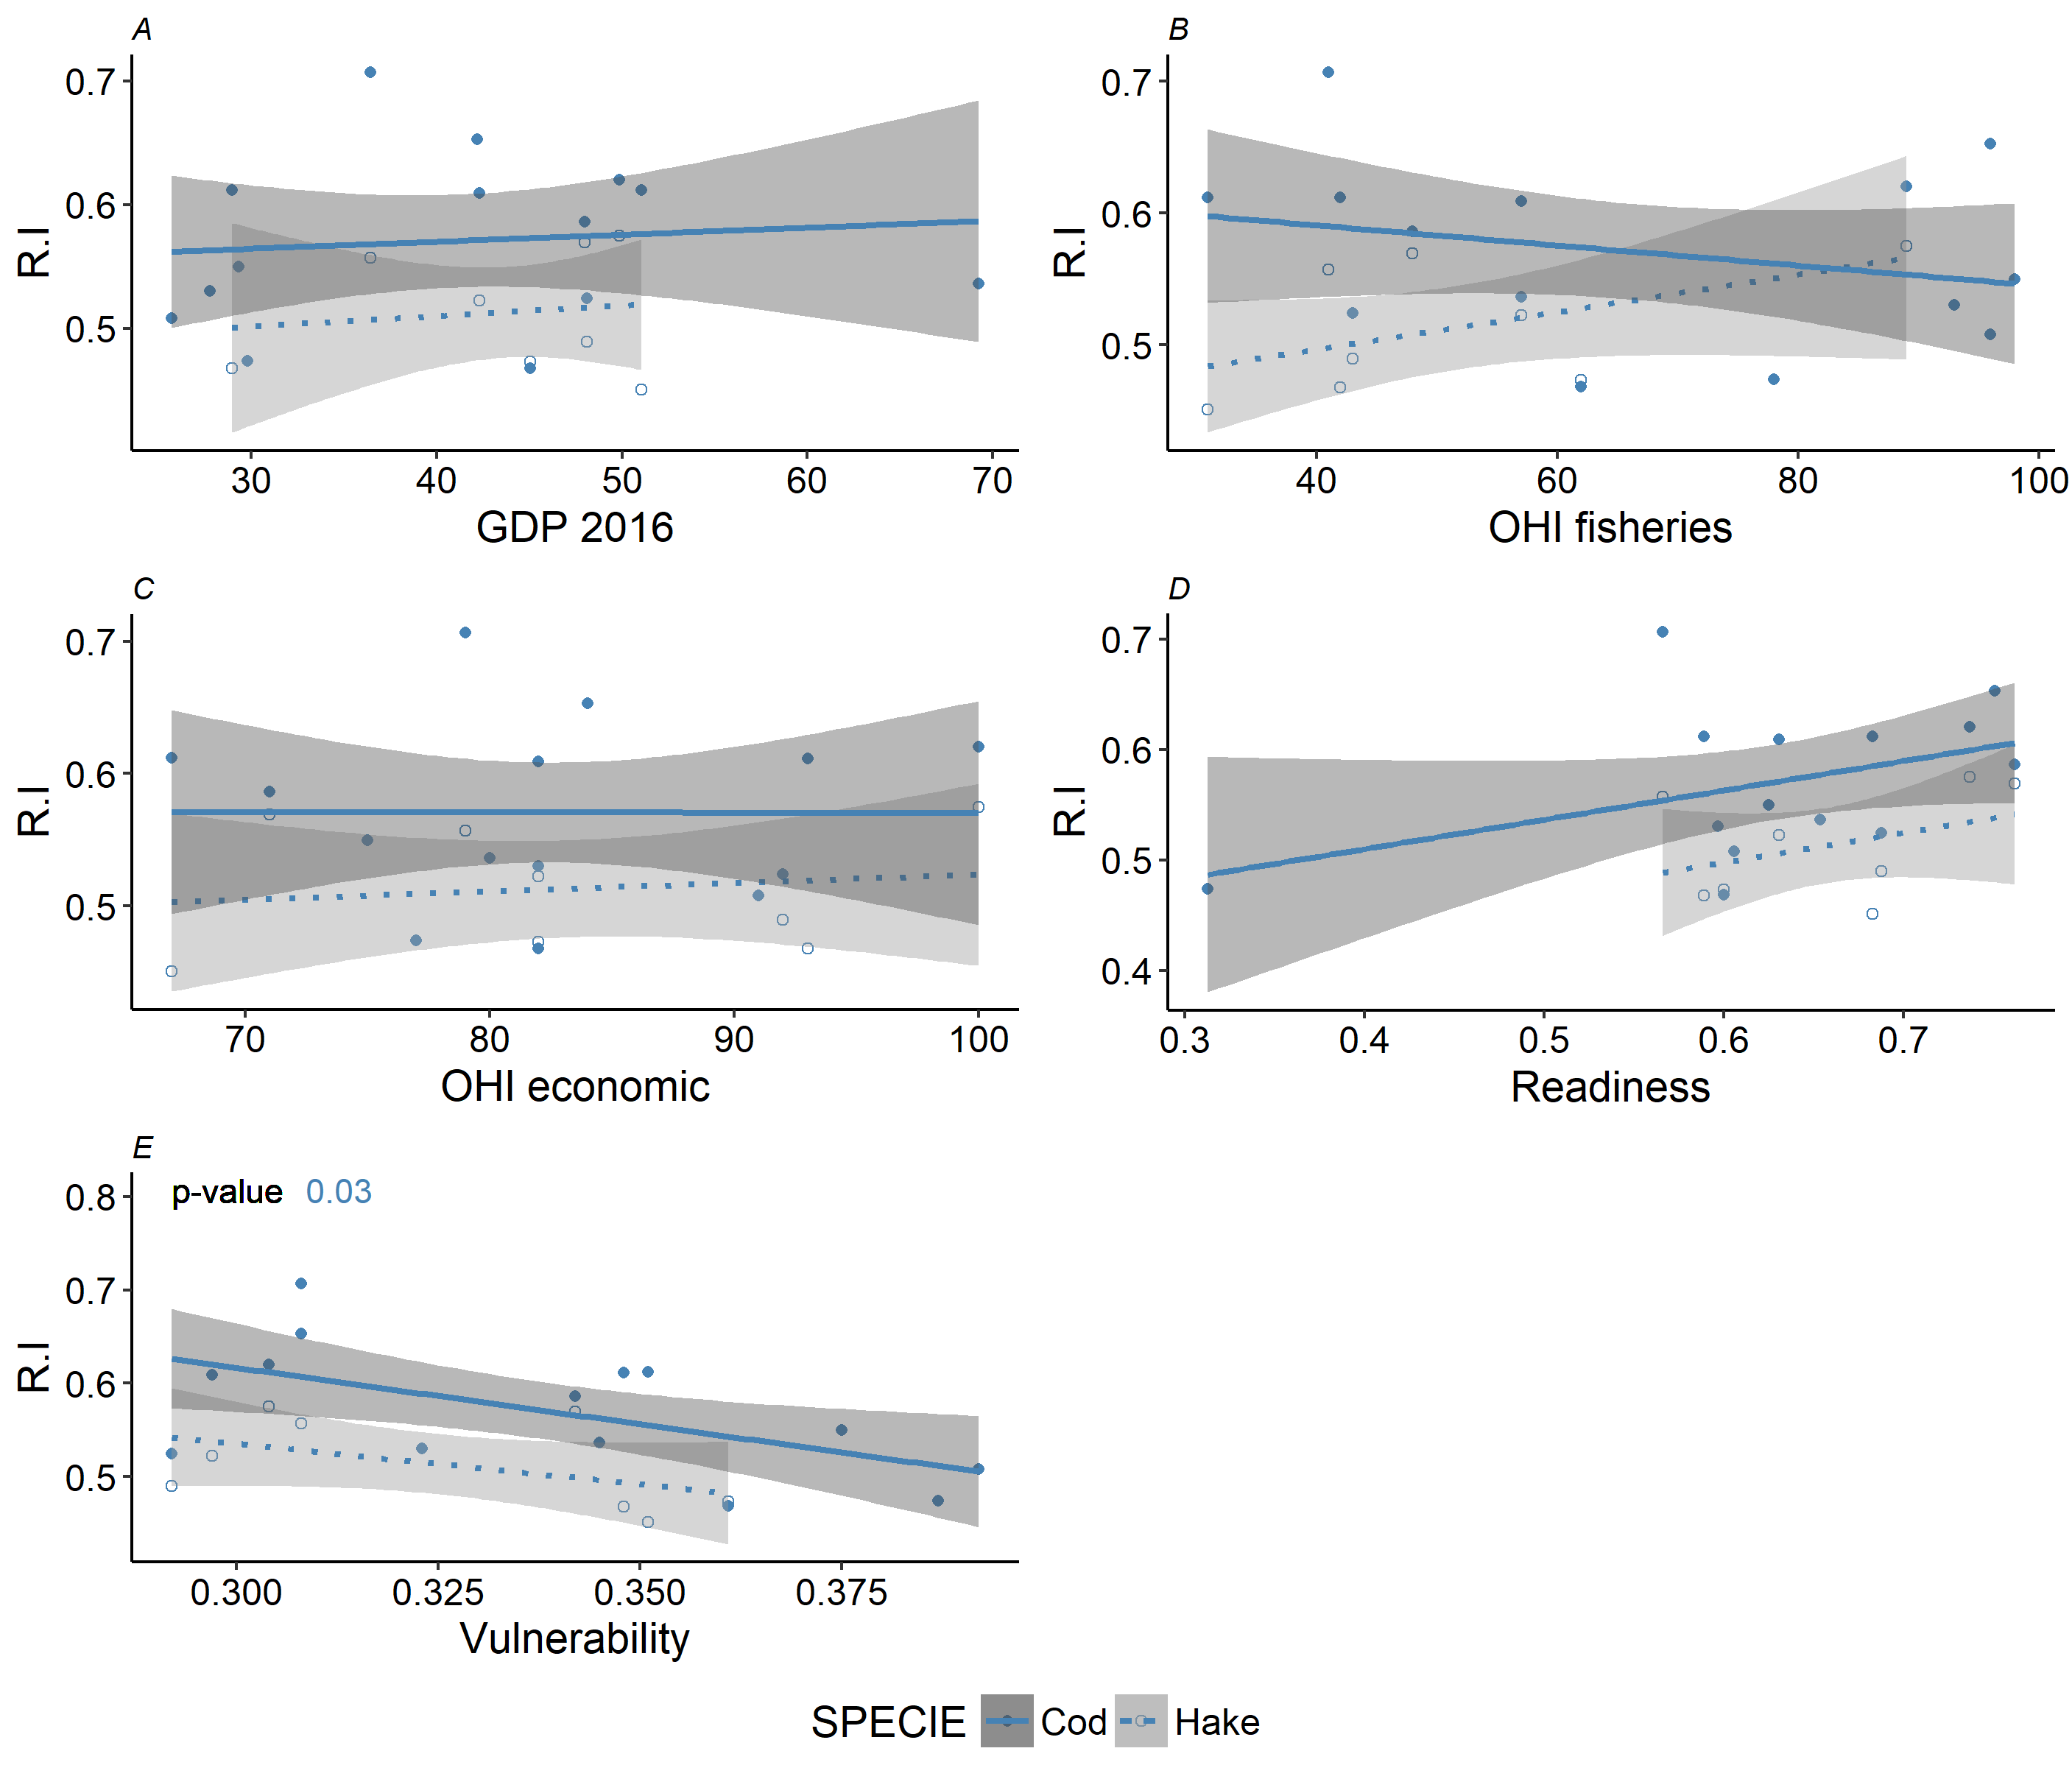 A
R.I
0.7
0.6
0.5
30 40 50 60 70
GDP 2016
B
R.I
0.7
0.6
0.5
40 60 80 100
OHI fisheries
C
R.I
0.7
0.6
0.5
70 80 90 100
OHI economic
D
R.I
0.7
0.6
0.5
0.4
0.3 0.4 0.5 0.6 0.7
Readiness
E
p-value 0.03
R.I
0.8
0.7
0.6
0.5
0.300 0.325 0.350 0.375
Vulnerability
SPECIE Cod Hake